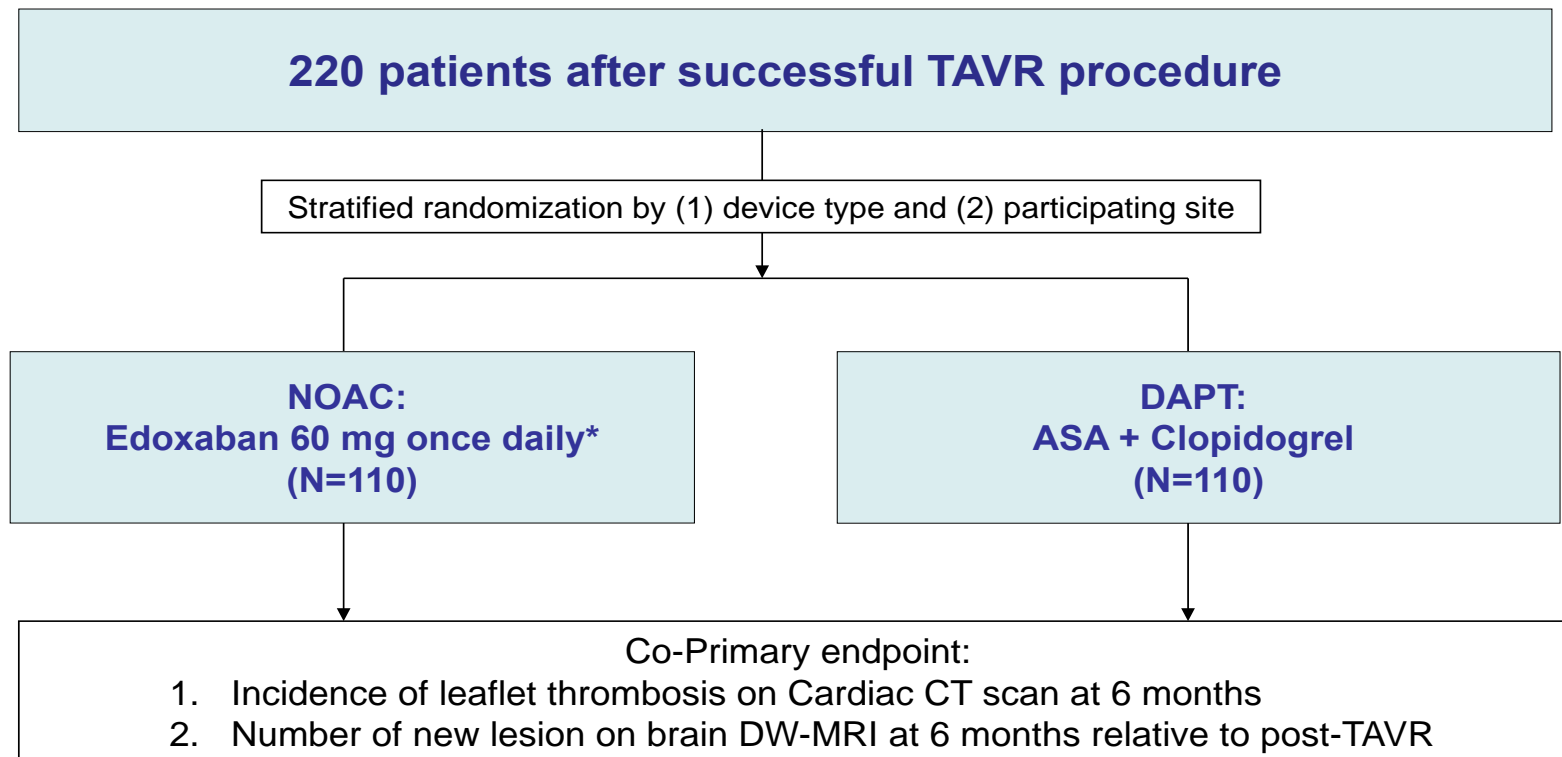 220 patients after successful TAVR procedure
Stratified randomization by (1) device type and (2) participating site
NOAC:
Edoxaban 60 mg once daily*
(N=110)
DAPT:
ASA + Clopidogrel
(N=110)
Co-Primary endpoint:
1. Incidence of leaflet thrombosis on Cardiac CT scan at 6 months
2. Number of new lesion on brain DW-MRI at 6 months relative to post-TAVR